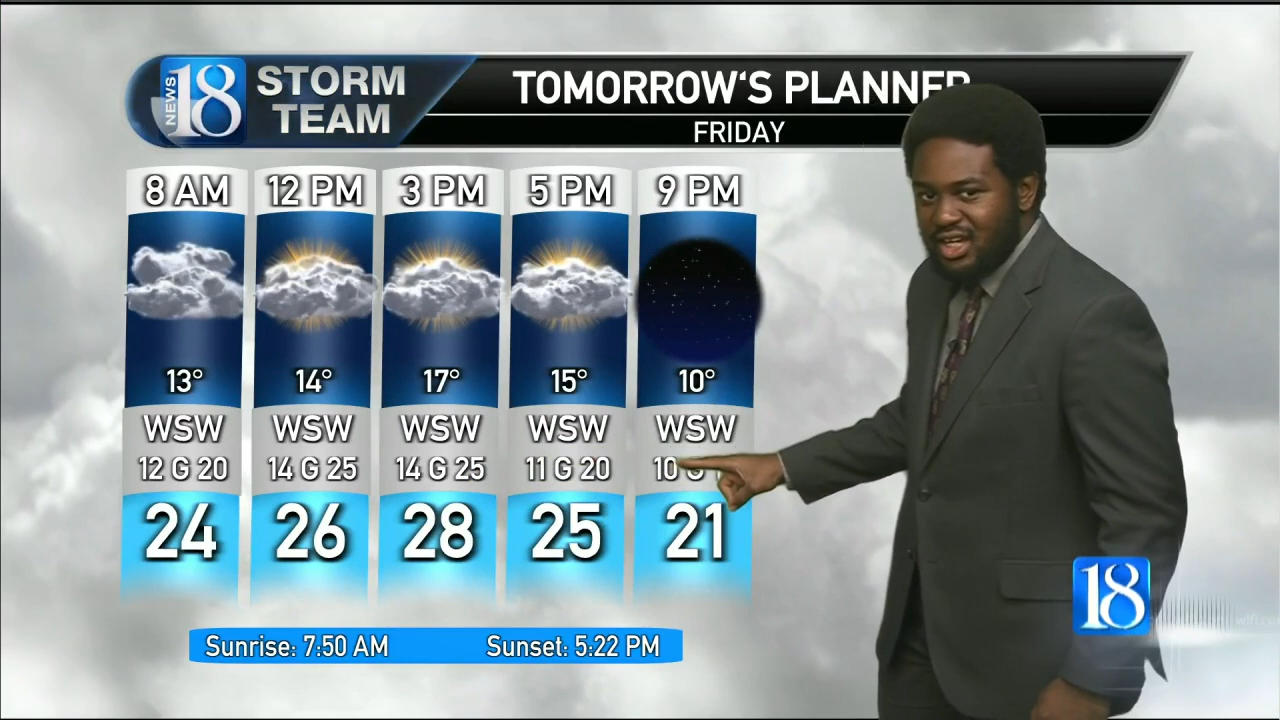 NEWS 18 STORM TEAM
TOMORROW'S PLANNER
FRIDAY
8 AM 12 PM 3 PM 5 PM 9 PM
13° 14° 17° 15° 10°
WSW WSW WSW WSW WSW
12 G 20 14 G 25 14 G 25 11 G 20 10 G
24 26 28 25 21
Sunrise: 7:50 AM Sunset: 5:22 PM
18